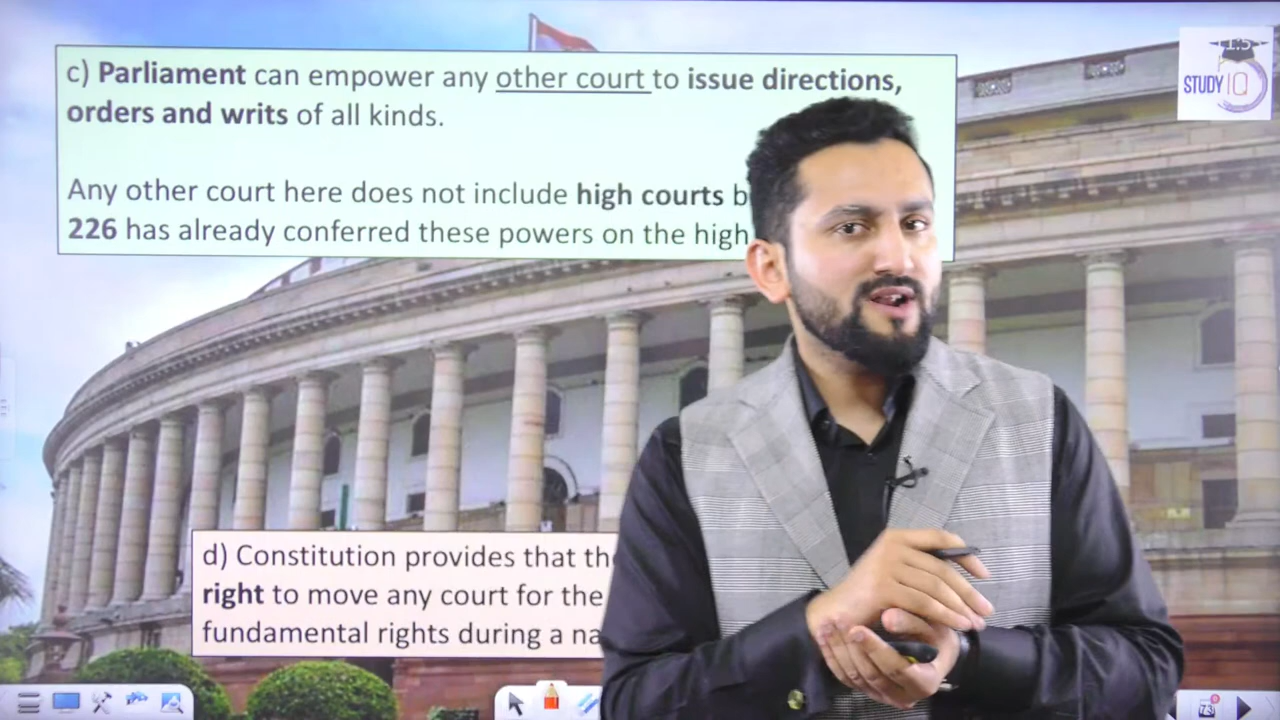 c) Parliament can empower any other court to issue directions,
orders and writs of all kinds.
Any other court here does not include high courts b
226 has already conferred these powers on the high
d) Constitution provides that th
right to move any court for the
fundamental rights during a na
STUDY IQ